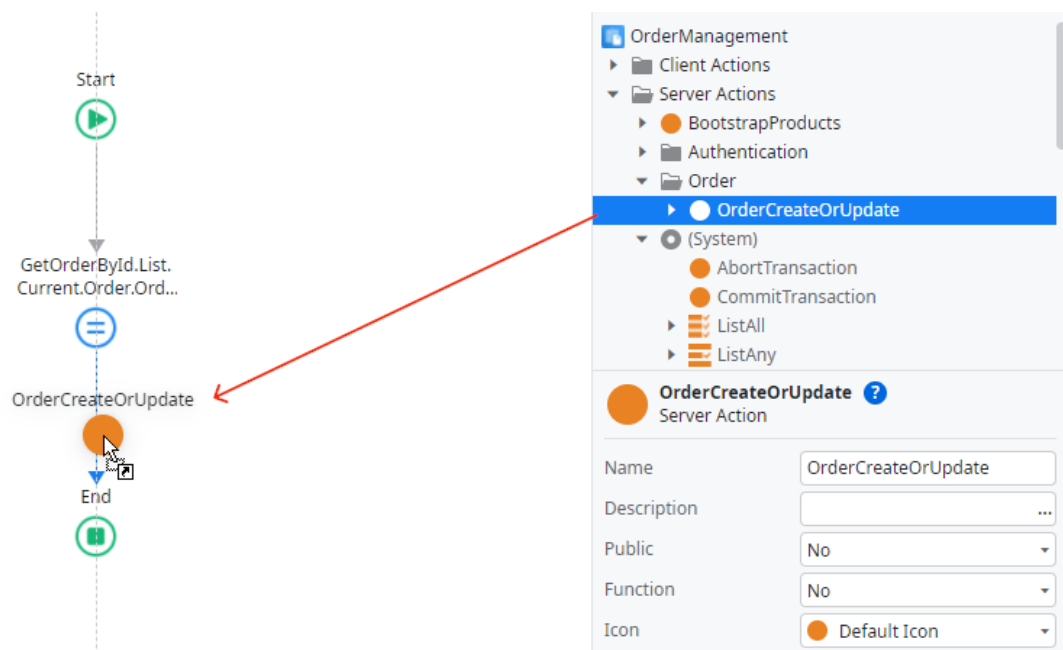 Start
GetOrderById.List.
Current.Order.Ord...
OrderCreateOrUpdate
End
OrderManagement
Client Actions
Server Actions
BootstrapProducts
Authentication
Order
OrderCreateOrUpdate
(System)
AbortTransaction
CommitTransaction
ListAll
ListAny
OrderCreateOrUpdate ?
Server Action
Name OrderCreateOrUpdate
Description ...
Public No
Function No
Icon Default Icon